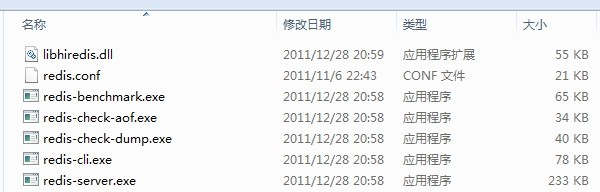 名称 修改日期 类型 大小
libhiredis.dll 2011/12/28 20:59 应用程序扩展 55 KB
redis.conf 2011/11/6 22:43 CONF 文件 21 KB
redis-benchmark.exe 2011/12/28 20:58 应用程序 65 KB
redis-check-aof.exe 2011/12/28 20:58 应用程序 34 KB
redis-check-dump.exe 2011/12/28 20:58 应用程序 40 KB
redis-cli.exe 2011/12/28 20:58 应用程序 78 KB
redis-server.exe 2011/12/28 20:58 应用程序 233 KB